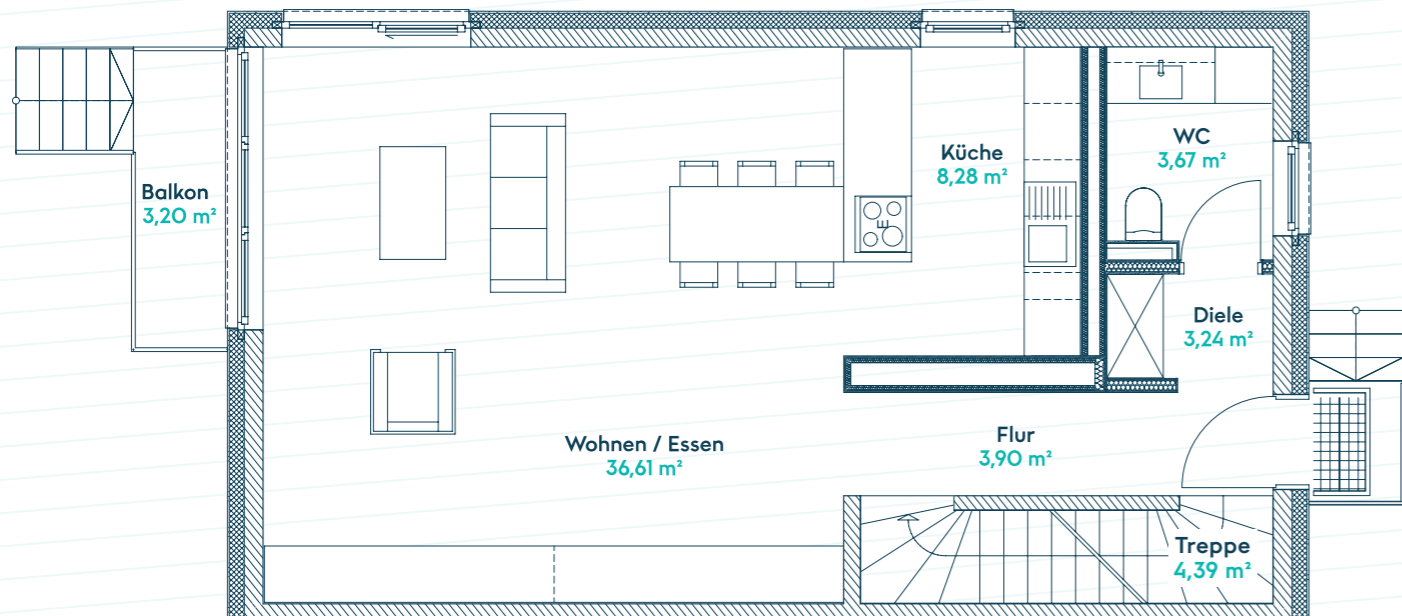 WC
3,67 m²
Küche
8,28 m²
Balkon
3,20 m²
E
Diele
3,24 m²
Wohnen / Essen
36,61 m²
Flur
3,90 m²
Treppe
4,39 m²